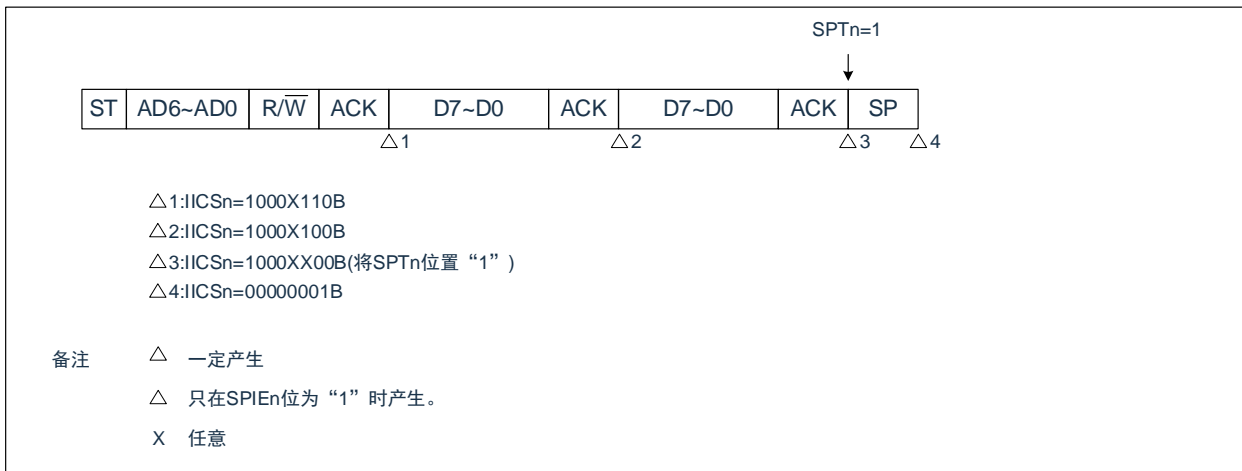 SPTn=1
ST AD6~AD0 R/W̅ ACK D7~D0 ACK D7~D0 ACK SP
△1 △2 △3 △4
△1:IICSn=1000X110B
△2:IICSn=1000X100B
△3:IICSn=1000XX00B(将SPTn位置“1”)
△4:IICSn=00000001B
备注 △ 一定产生
△ 只在SPIEn位为“1”时产生。
X 任意